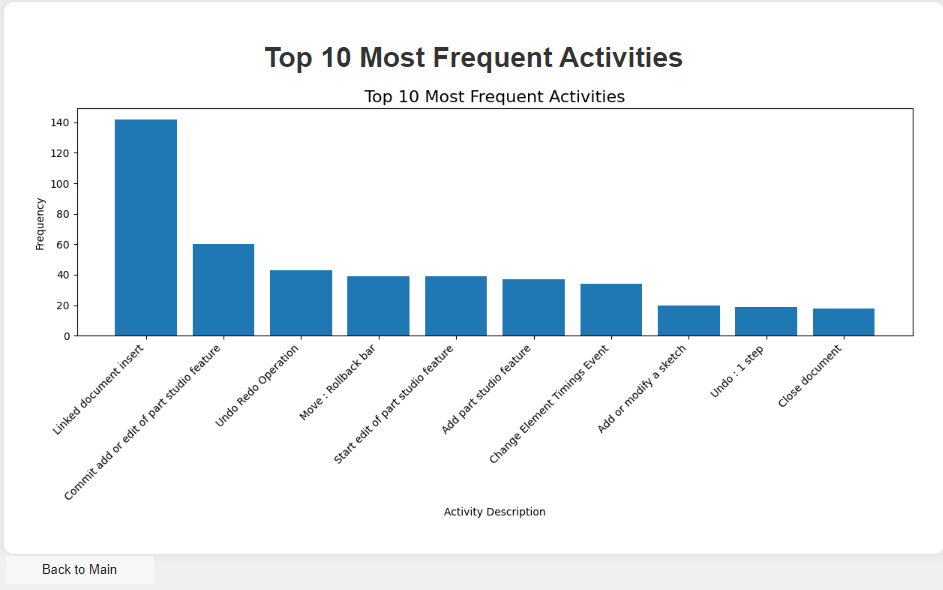 Top 10 Most Frequent Activities
Top 10 Most Frequent Activities
140
120
100
80
60
40
20
0
Frequency
Linked document insert
Commit add or edit of part studio feature
Undo Redo Operation
Move : Rollback bar
Start edit of part studio feature
Add part studio feature
Change Element Timings Event
Add or modify a sketch
Undo : 1 step
Close document
Activity Description
Back to Main